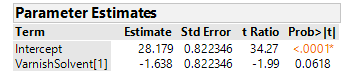 Parameter Estimates
Term Estimate Std Error t Ratio Prob>|t|
Intercept 28.179 0.822346 34.27 <.0001*
VarnishSolvent[1] -1.638 0.822346 -1.99 0.0618